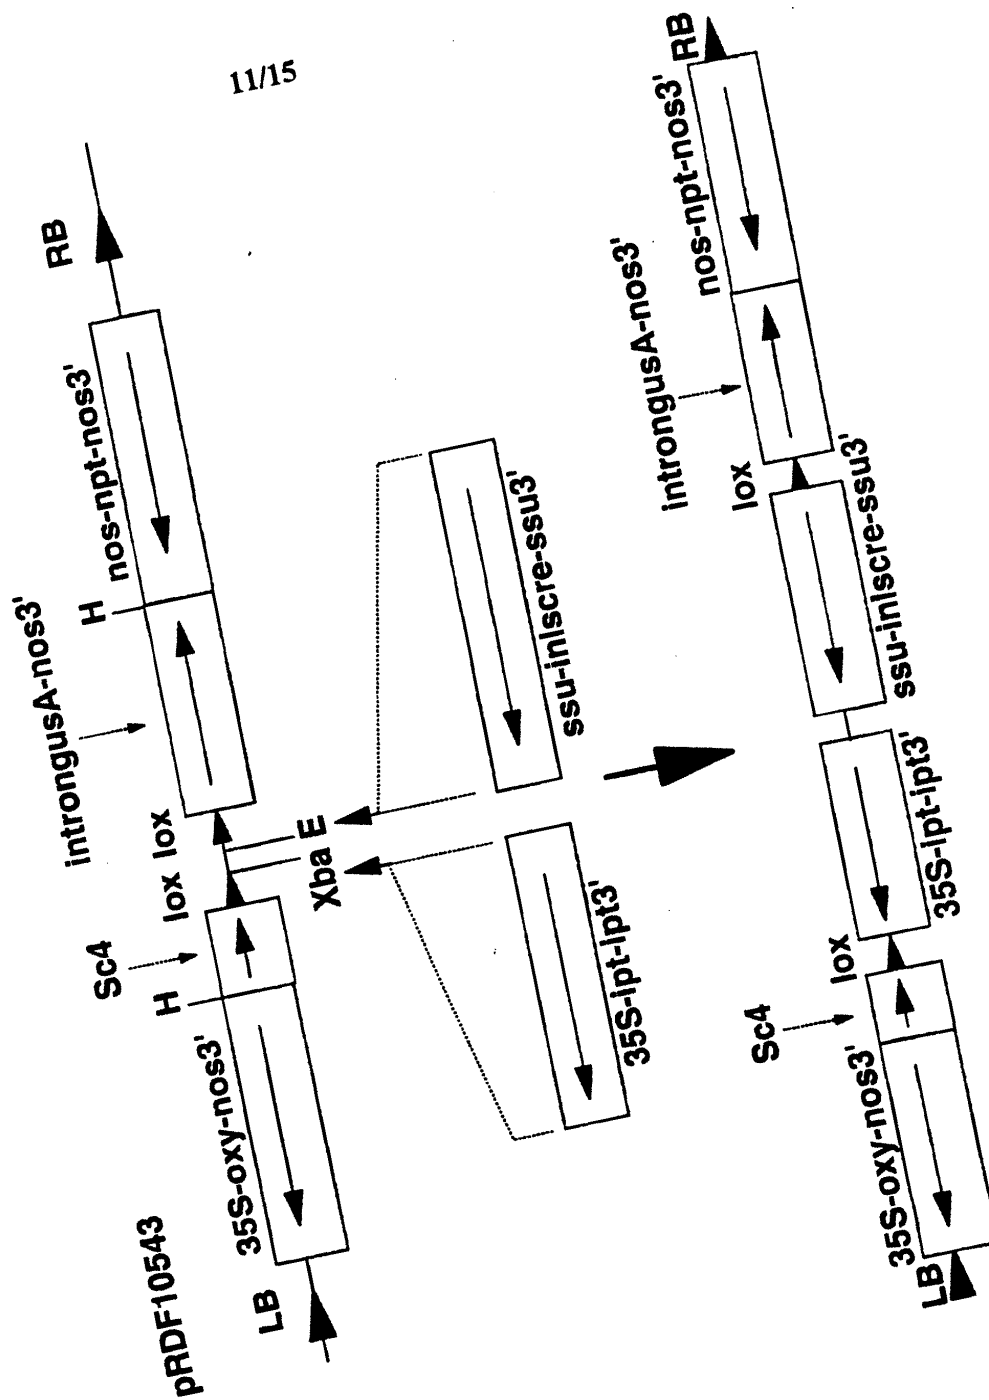 11/15
pRDF10543
LB
35S-oxy-nos3'
H
Sc4
lox
lox
introngusA-nos3'
H
nos-npt-nos3'
RB
Xba
E
35S-ipt-ipt3'
ssu-inlscre-ssu3'
LB
35S-oxy-nos3'
Sc4
lox
35S-ipt-ipt3'
ssu-inlscre-ssu3'
lox
introngusA-nos3'
nos-npt-nos3'
RB